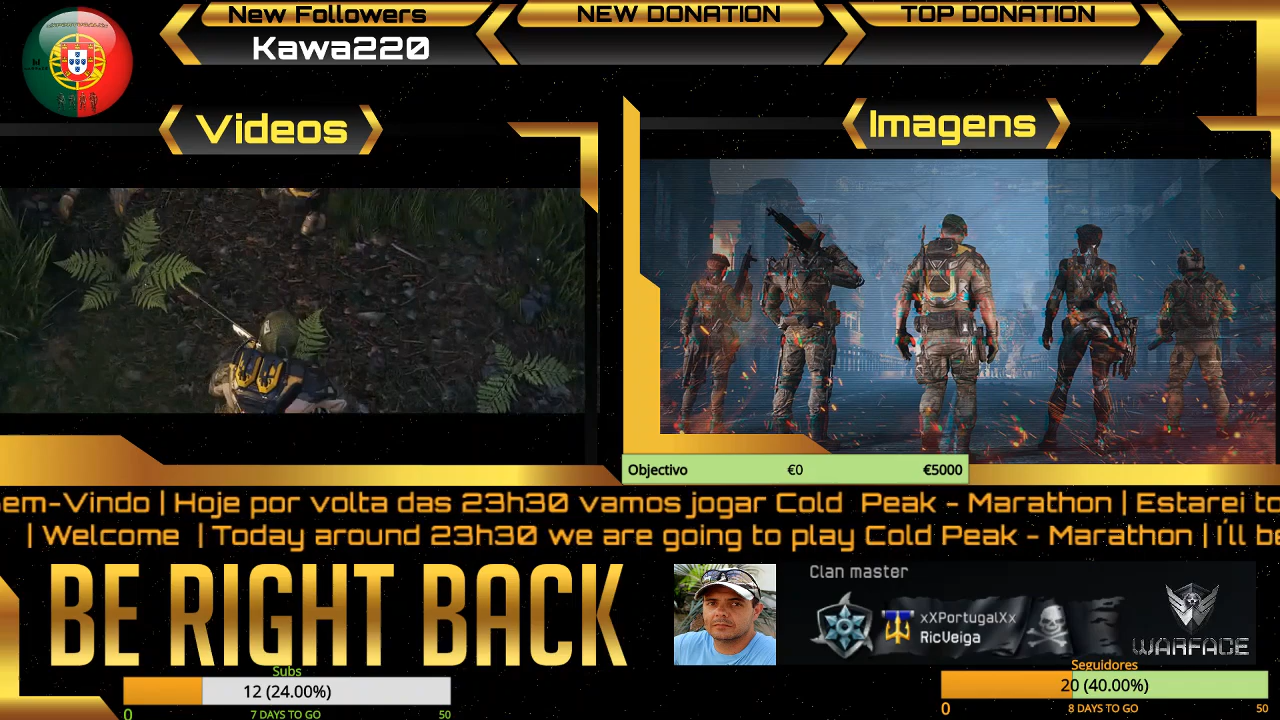 New Followers
NEW DONATION
TOP DONATION
Kawa220
Videos
Imagens
Objectivo €0 €5000
em-Vindo | Hoje por volta das 23h30 vamos jogar Cold Peak - Marathon | Estarei to
| Welcome | Today around 23h30 we are going to play Cold Peak - Marathon | I´ll be
BE RIGHT BACK
Clan master
xXPortugalXx
RicVeiga
WARFACE
Subs
12 (24.00%)
0 7 DAYS TO GO 50
Seguidores
20 (40.00%)
0 8 DAYS TO GO 50